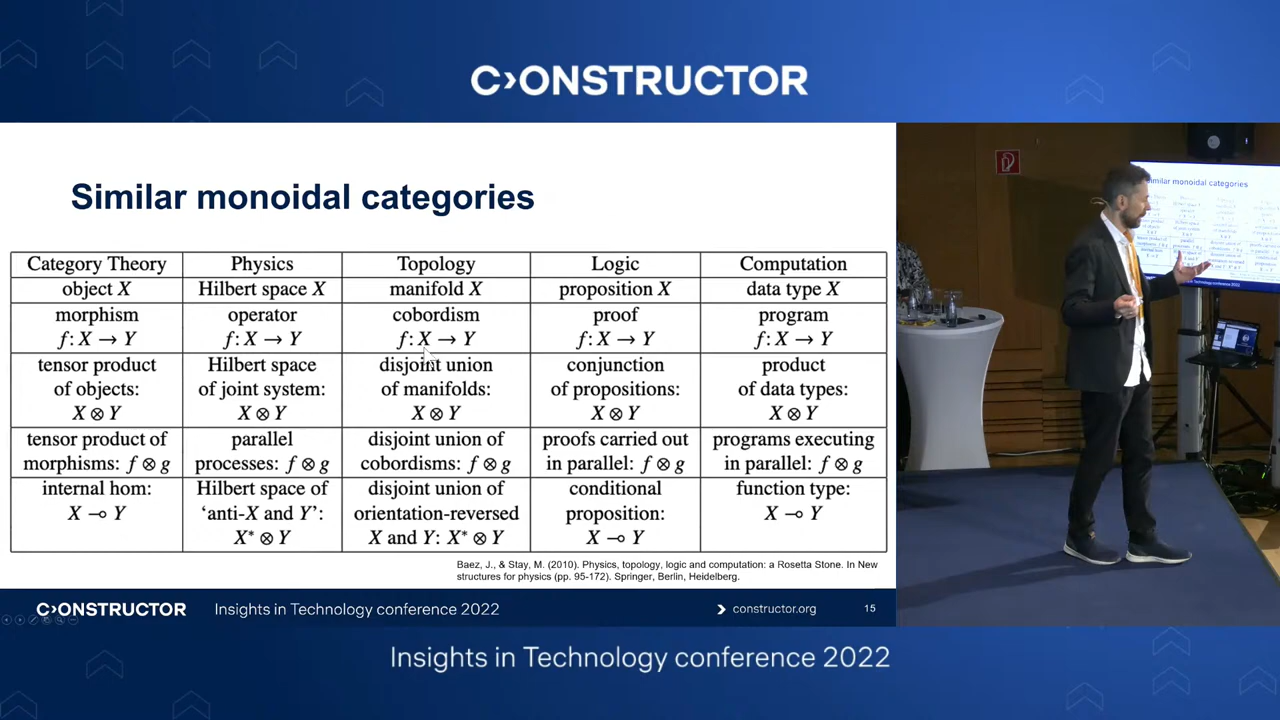 C›ONSTRUCTOR
Similar monoidal categories
Category Theory Physics Topology Logic Computation
object X Hilbert space X manifold X proposition X data type X
morphism operator cobordism proof program
f: X → Y f: X → Y f: X → Y f: X → Y f: X → Y
tensor product Hilbert space disjoint union conjunction product
of objects: of joint system: of manifolds: of propositions: of data types:
X ⊗ Y X ⊗ Y X ⊗ Y X ⊗ Y X ⊗ Y
tensor product of parallel disjoint union of proofs carried out programs executing
morphisms: f ⊗ g processes: f ⊗ g cobordisms: f ⊗ g in parallel: f ⊗ g in parallel: f ⊗ g
internal hom: Hilbert space of disjoint union of conditional function type:
X ⊸ Y ‘anti-X and Y’: orientation-reversed proposition: X ⊸ Y
X* ⊗ Y X and Y: X* ⊗ Y X ⊸ Y
Baez, J., & Stay, M. (2010). Physics, topology, logic and computation: a Rosetta Stone. In New
structures for physics (pp. 95-172). Springer, Berlin, Heidelberg.
C›ONSTRUCTOR Insights in Technology conference 2022 constructor.org 15
Similar monoidal categories
Insights in Technology conference 2022